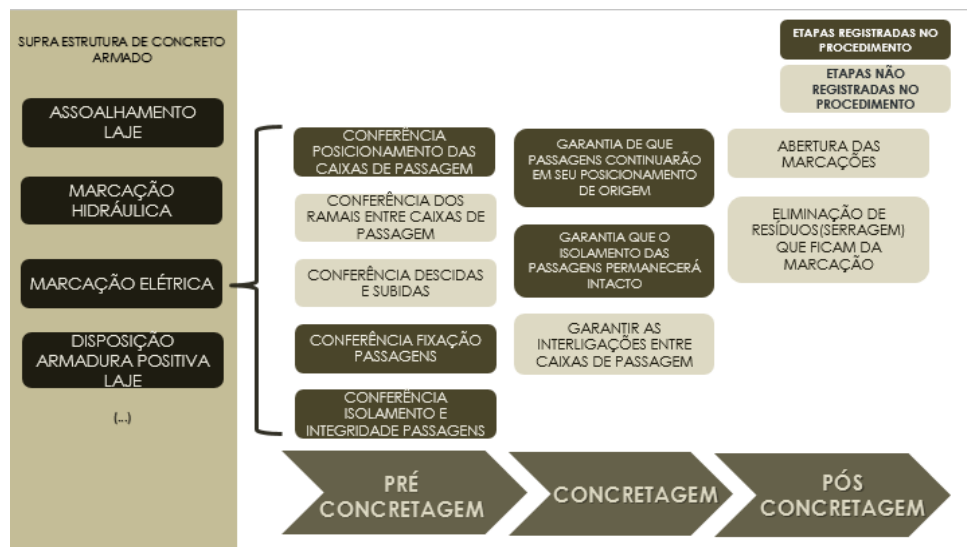 SUPRA ESTRUTURA DE CONCRETO
ARMADO
ASSOALHAMENTO
LAJE
MARCAÇÃO
HIDRÁULICA
MARCAÇÃO ELÉTRICA
DISPOSIÇÃO
ARMADURA POSITIVA
LAJE
(...)
ETAPAS REGISTRADAS NO
PROCEDIMENTO
ETAPAS NÃO
REGISTRADAS NO
PROCEDIMENTO
CONFERÊNCIA
POSICIONAMENTO DAS
CAIXAS DE PASSAGEM
CONFERÊNCIA DOS
RAMAIS ENTRE CAIXAS DE
PASSAGEM
CONFERÊNCIA DESCIDAS
E SUBIDAS
CONFERÊNCIA FIXAÇÃO
PASSAGENS
CONFERÊNCIA
ISOLAMENTO E
INTEGRIDADE PASSAGENS
GARANTIA DE QUE
PASSAGENS CONTINUARÃO
EM SEU POSICIONAMENTO
DE ORIGEM
GARANTIA QUE O
ISOLAMENTO DAS
PASSAGENS PERMANECERÁ
INTACTO
GARANTIR AS
INTERLIGAÇÕES ENTRE
CAIXAS DE PASSAGEM
ABERTURA DAS
MARCAÇÕES
ELIMINAÇÃO DE
RESÍDUOS(SERRAGEM)
QUE FICAM DA
MARCAÇÃO
PRÉ
CONCRETAGEM
CONCRETAGEM
PÓS
CONCRETAGEM